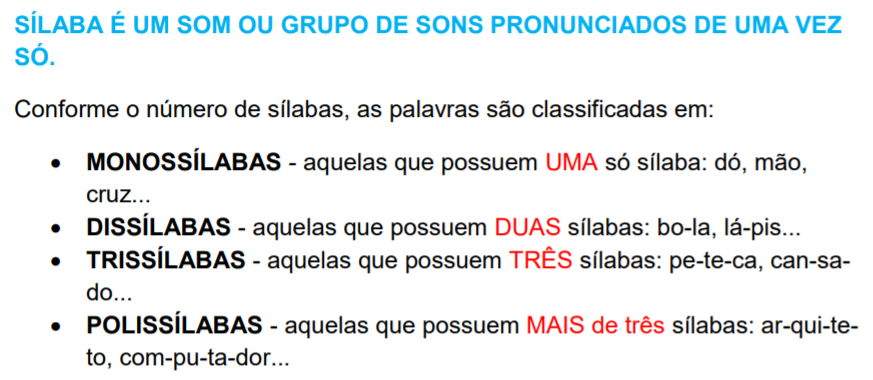 SÍLABA É UM SOM OU GRUPO DE SONS PRONUNCIADOS DE UMA VEZ
SÓ.
Conforme o número de sílabas, as palavras são classificadas em:
• MONOSSÍLABAS - aquelas que possuem UMA só sílaba: dó, mão,
cruz...
• DISSÍLABAS - aquelas que possuem DUAS sílabas: bo-la, lá-pis...
• TRISSÍLABAS - aquelas que possuem TRÊS sílabas: pe-te-ca, can-sa-
do...
• POLISSÍLABAS - aquelas que possuem MAIS de três sílabas: ar-qui-te-
to, com-pu-ta-dor...